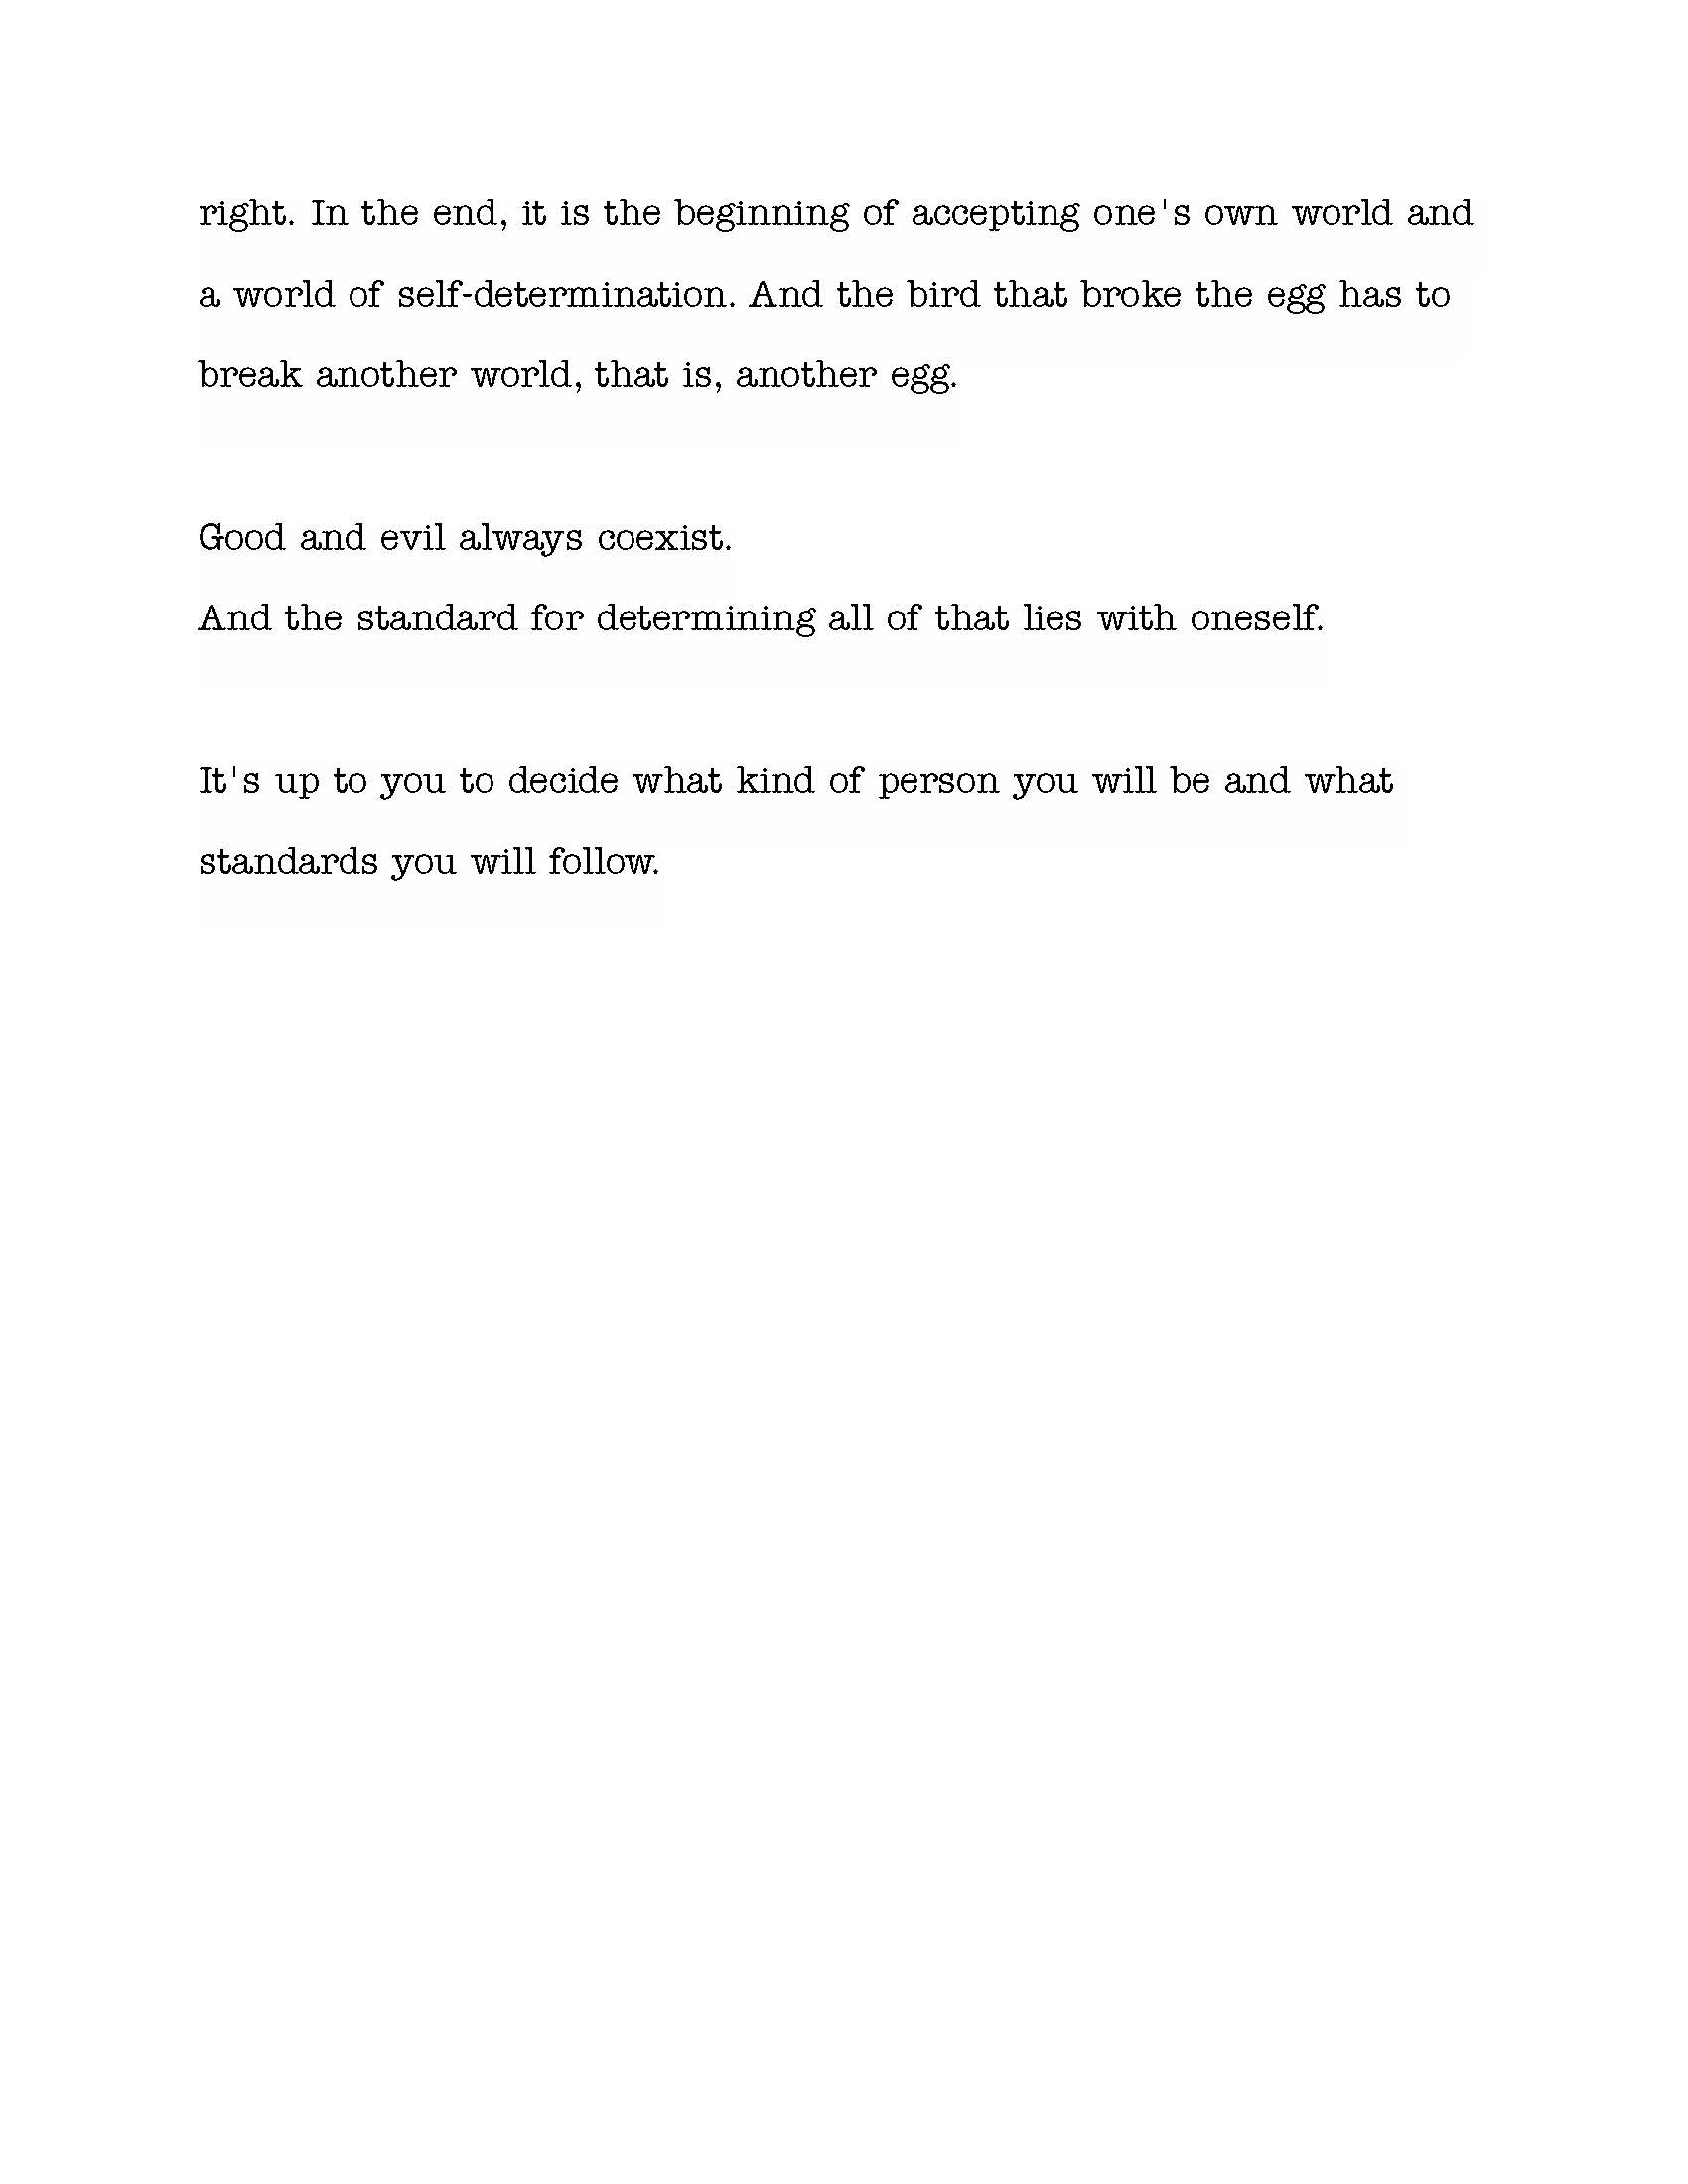 right. In the end, it is the beginning of accepting one's own world and
a world of self-determination. And the bird that broke the egg has to
break another world, that is, another egg.
Good and evil always coexist.
And the standard for determining all of that lies with oneself.
It's up to you to decide what kind of person you will be and what
standards you will follow.